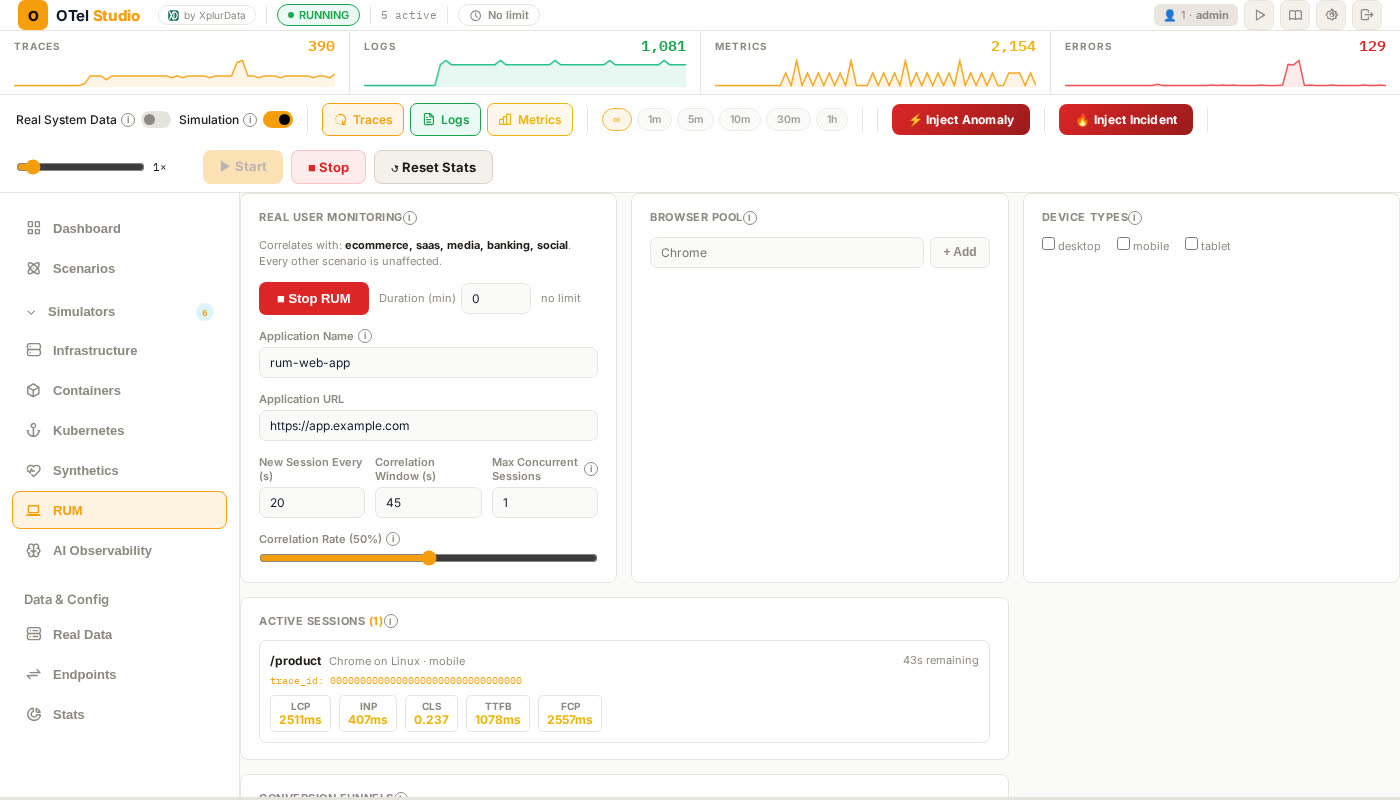 O OTel Studio XD by XplurData RUNNING 5 active No limit 1 · admin
TRACES 390 LOGS 1,081 METRICS 2,154 ERRORS 129
Real System Data i Simulation i Traces Logs Metrics ∞ 1m 5m 10m 30m 1h ⚡ Inject Anomaly 🔥 Inject Incident
1× ▶ Start ■ Stop ↺ Reset Stats
Dashboard
Scenarios
Simulators 6
Infrastructure
Containers
Kubernetes
Synthetics
RUM
AI Observability
Data & Config
Real Data
Endpoints
Stats
REAL USER MONITORING i
Correlates with: ecommerce, saas, media, banking, social.
Every other scenario is unaffected.
■ Stop RUM Duration (min) 0 no limit
Application Name i
rum-web-app
Application URL
https://app.example.com
New Session Every (s)
20
Correlation Window (s)
45
Max Concurrent Sessions i
1
Correlation Rate (50%) i
BROWSER POOL i
Chrome + Add
DEVICE TYPES i
desktop mobile tablet
ACTIVE SESSIONS (1) i
/product Chrome on Linux · mobile 43s remaining
trace_id: 00000000000000000000000000000000
LCP INP CLS TTFB FCP
2511ms 407ms 0.237 1078ms 2557ms
CONVERSION FUNNELS i